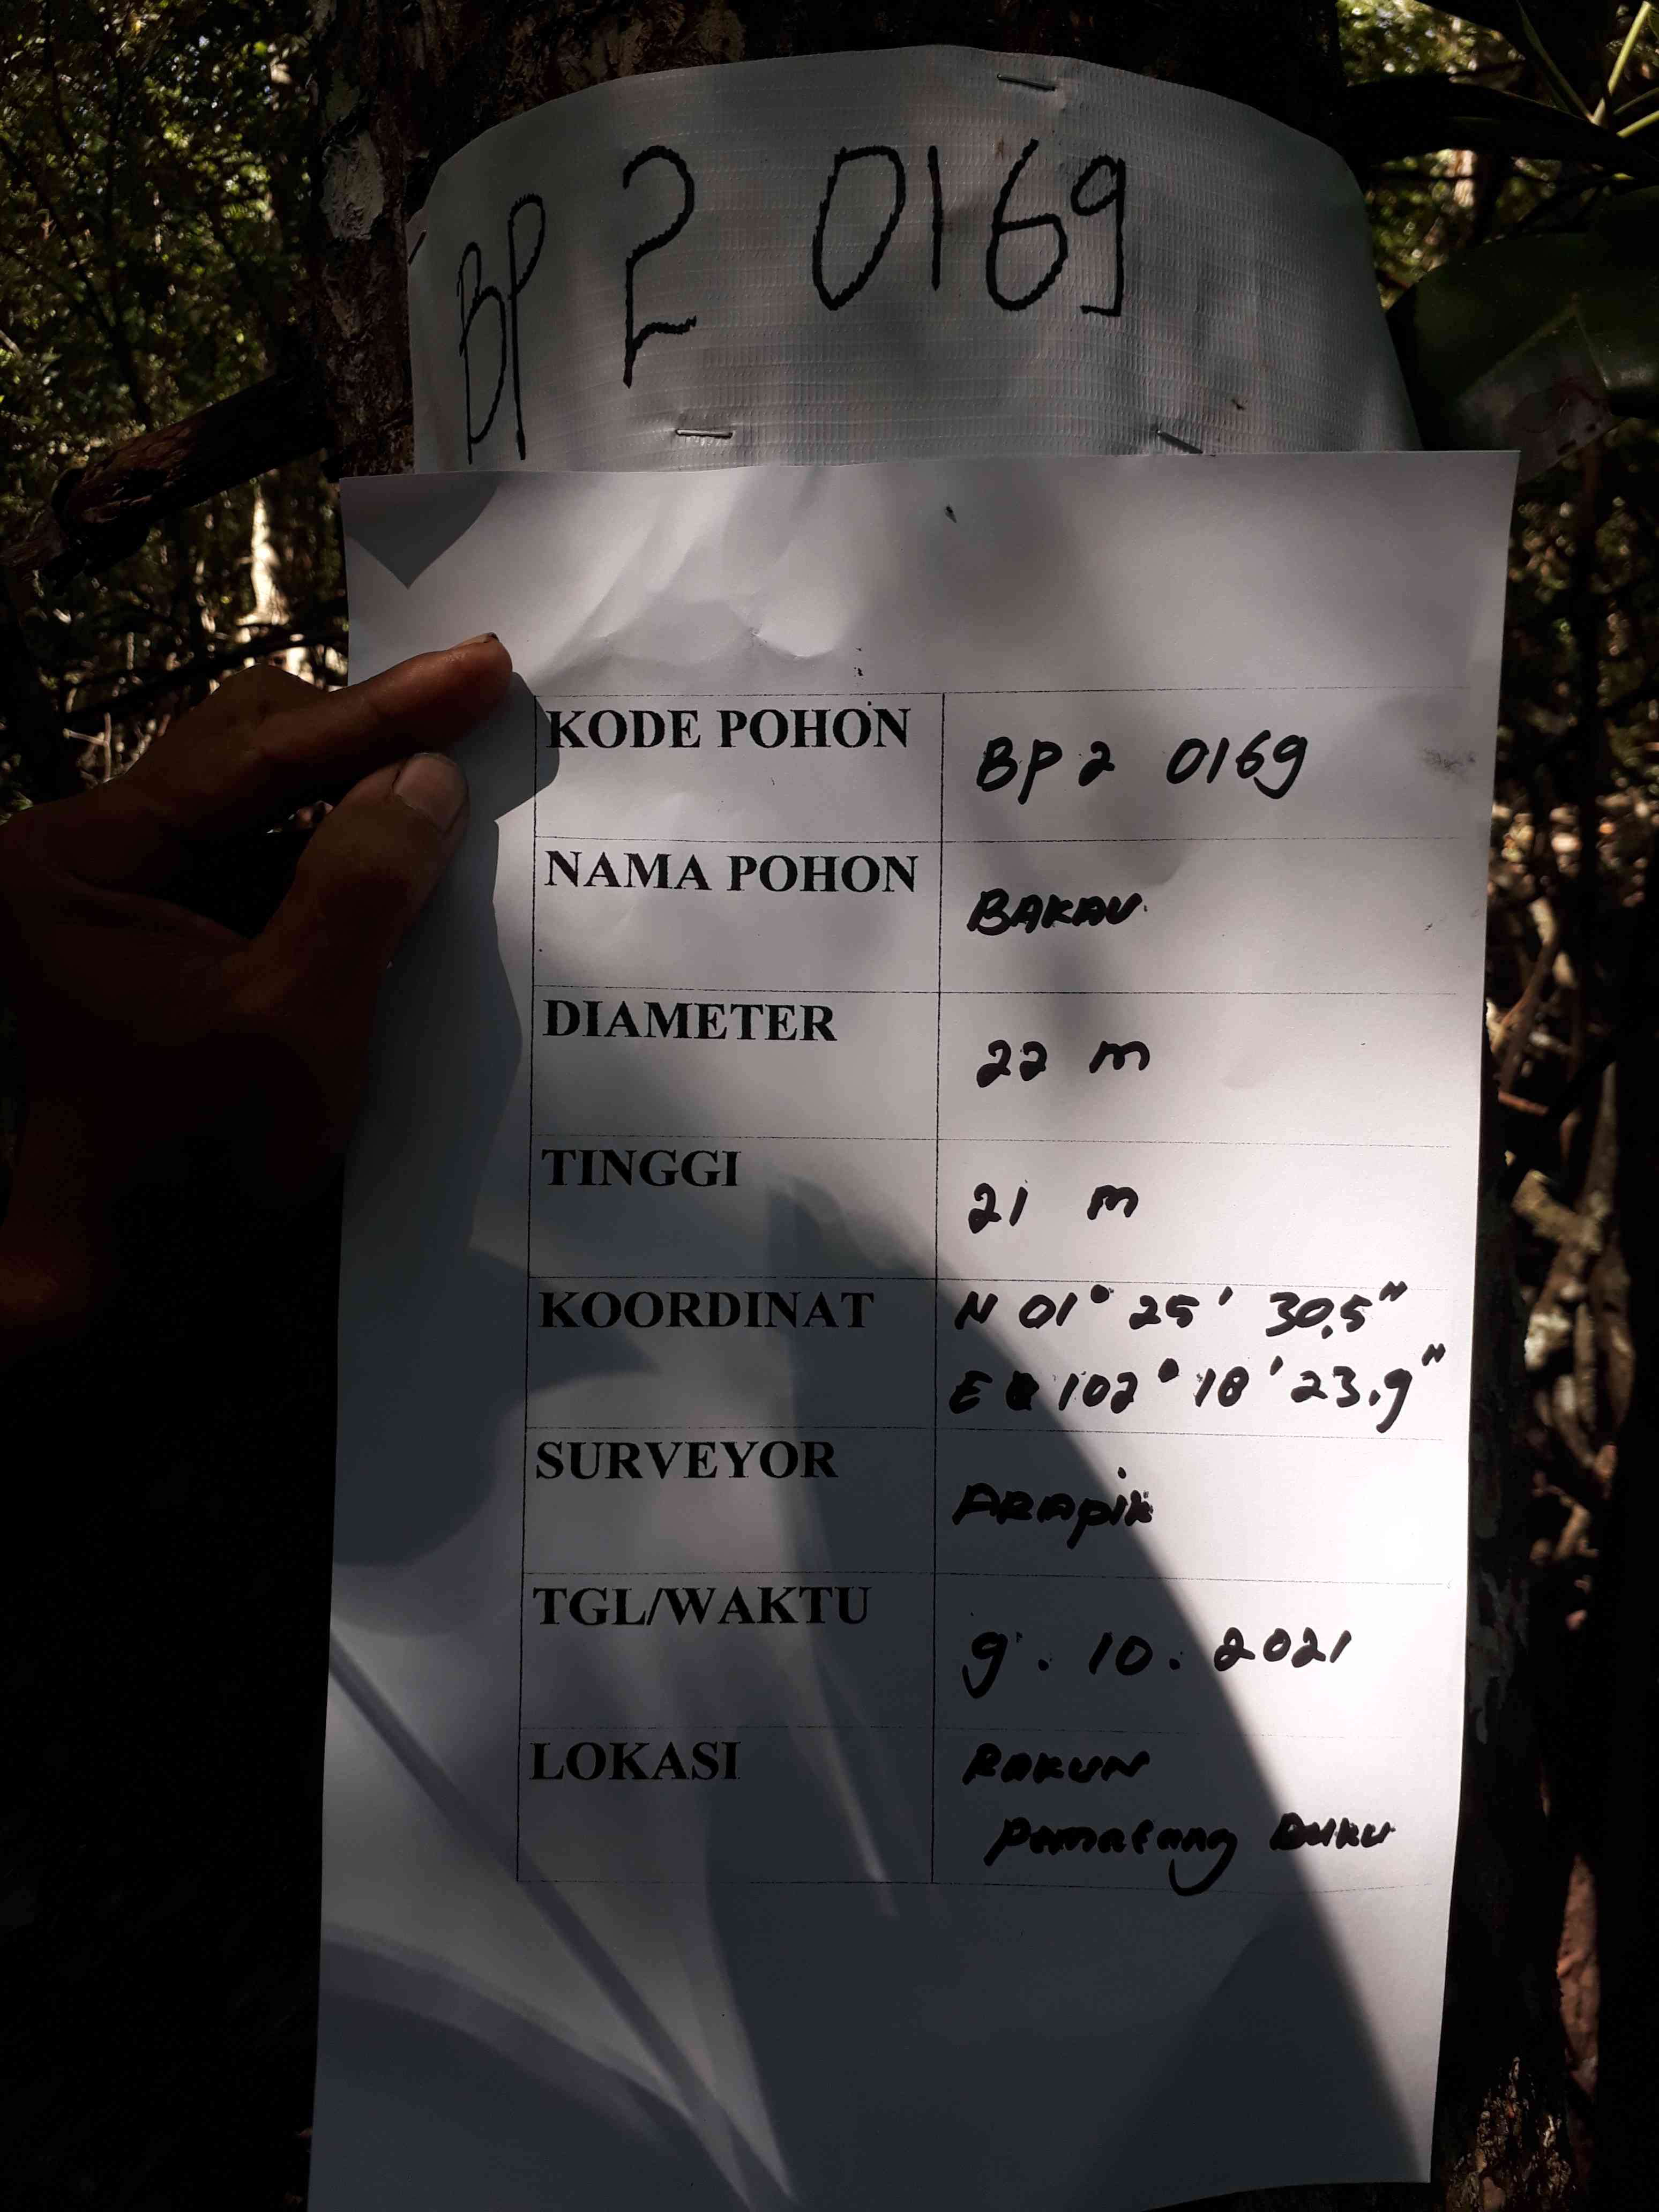 BP 2 0169
KODE POHON BP 2 0169
NAMA POHON BAKAU
DIAMETER 22 m
TINGGI 21 m
KOORDINAT N 01° 25' 30,5"
E 102° 18' 23.9"
SURVEYOR ARApik
TGL/WAKTU 9 . 10 . 2021
LOKASI RAKUN
pamatang Duku